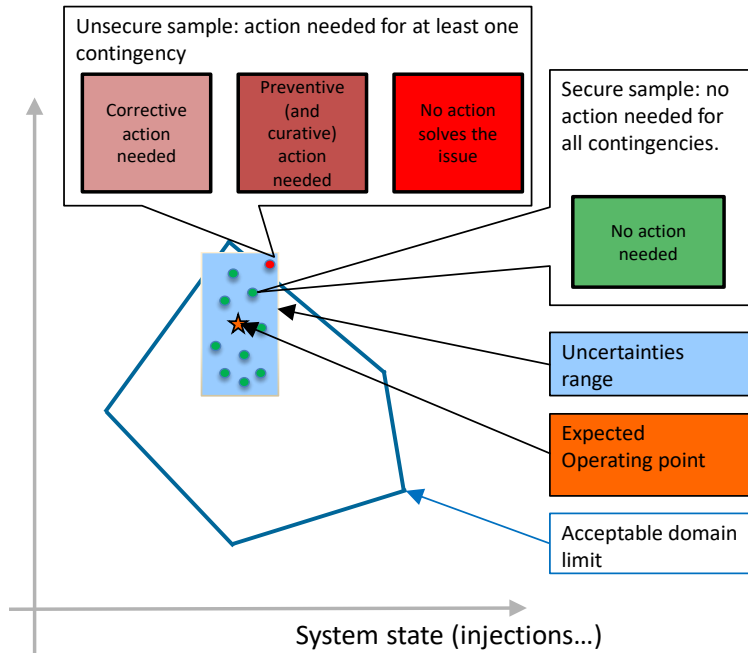 Unsecure sample: action needed for at least one
contingency
Corrective
action
needed
Preventive
(and
curative)
action
needed
No action
solves the
issue
Secure sample: no
action needed for
all contingencies.
No action
needed
Uncertainties
range
Expected
Operating point
Acceptable domain
limit
System state (injections...)